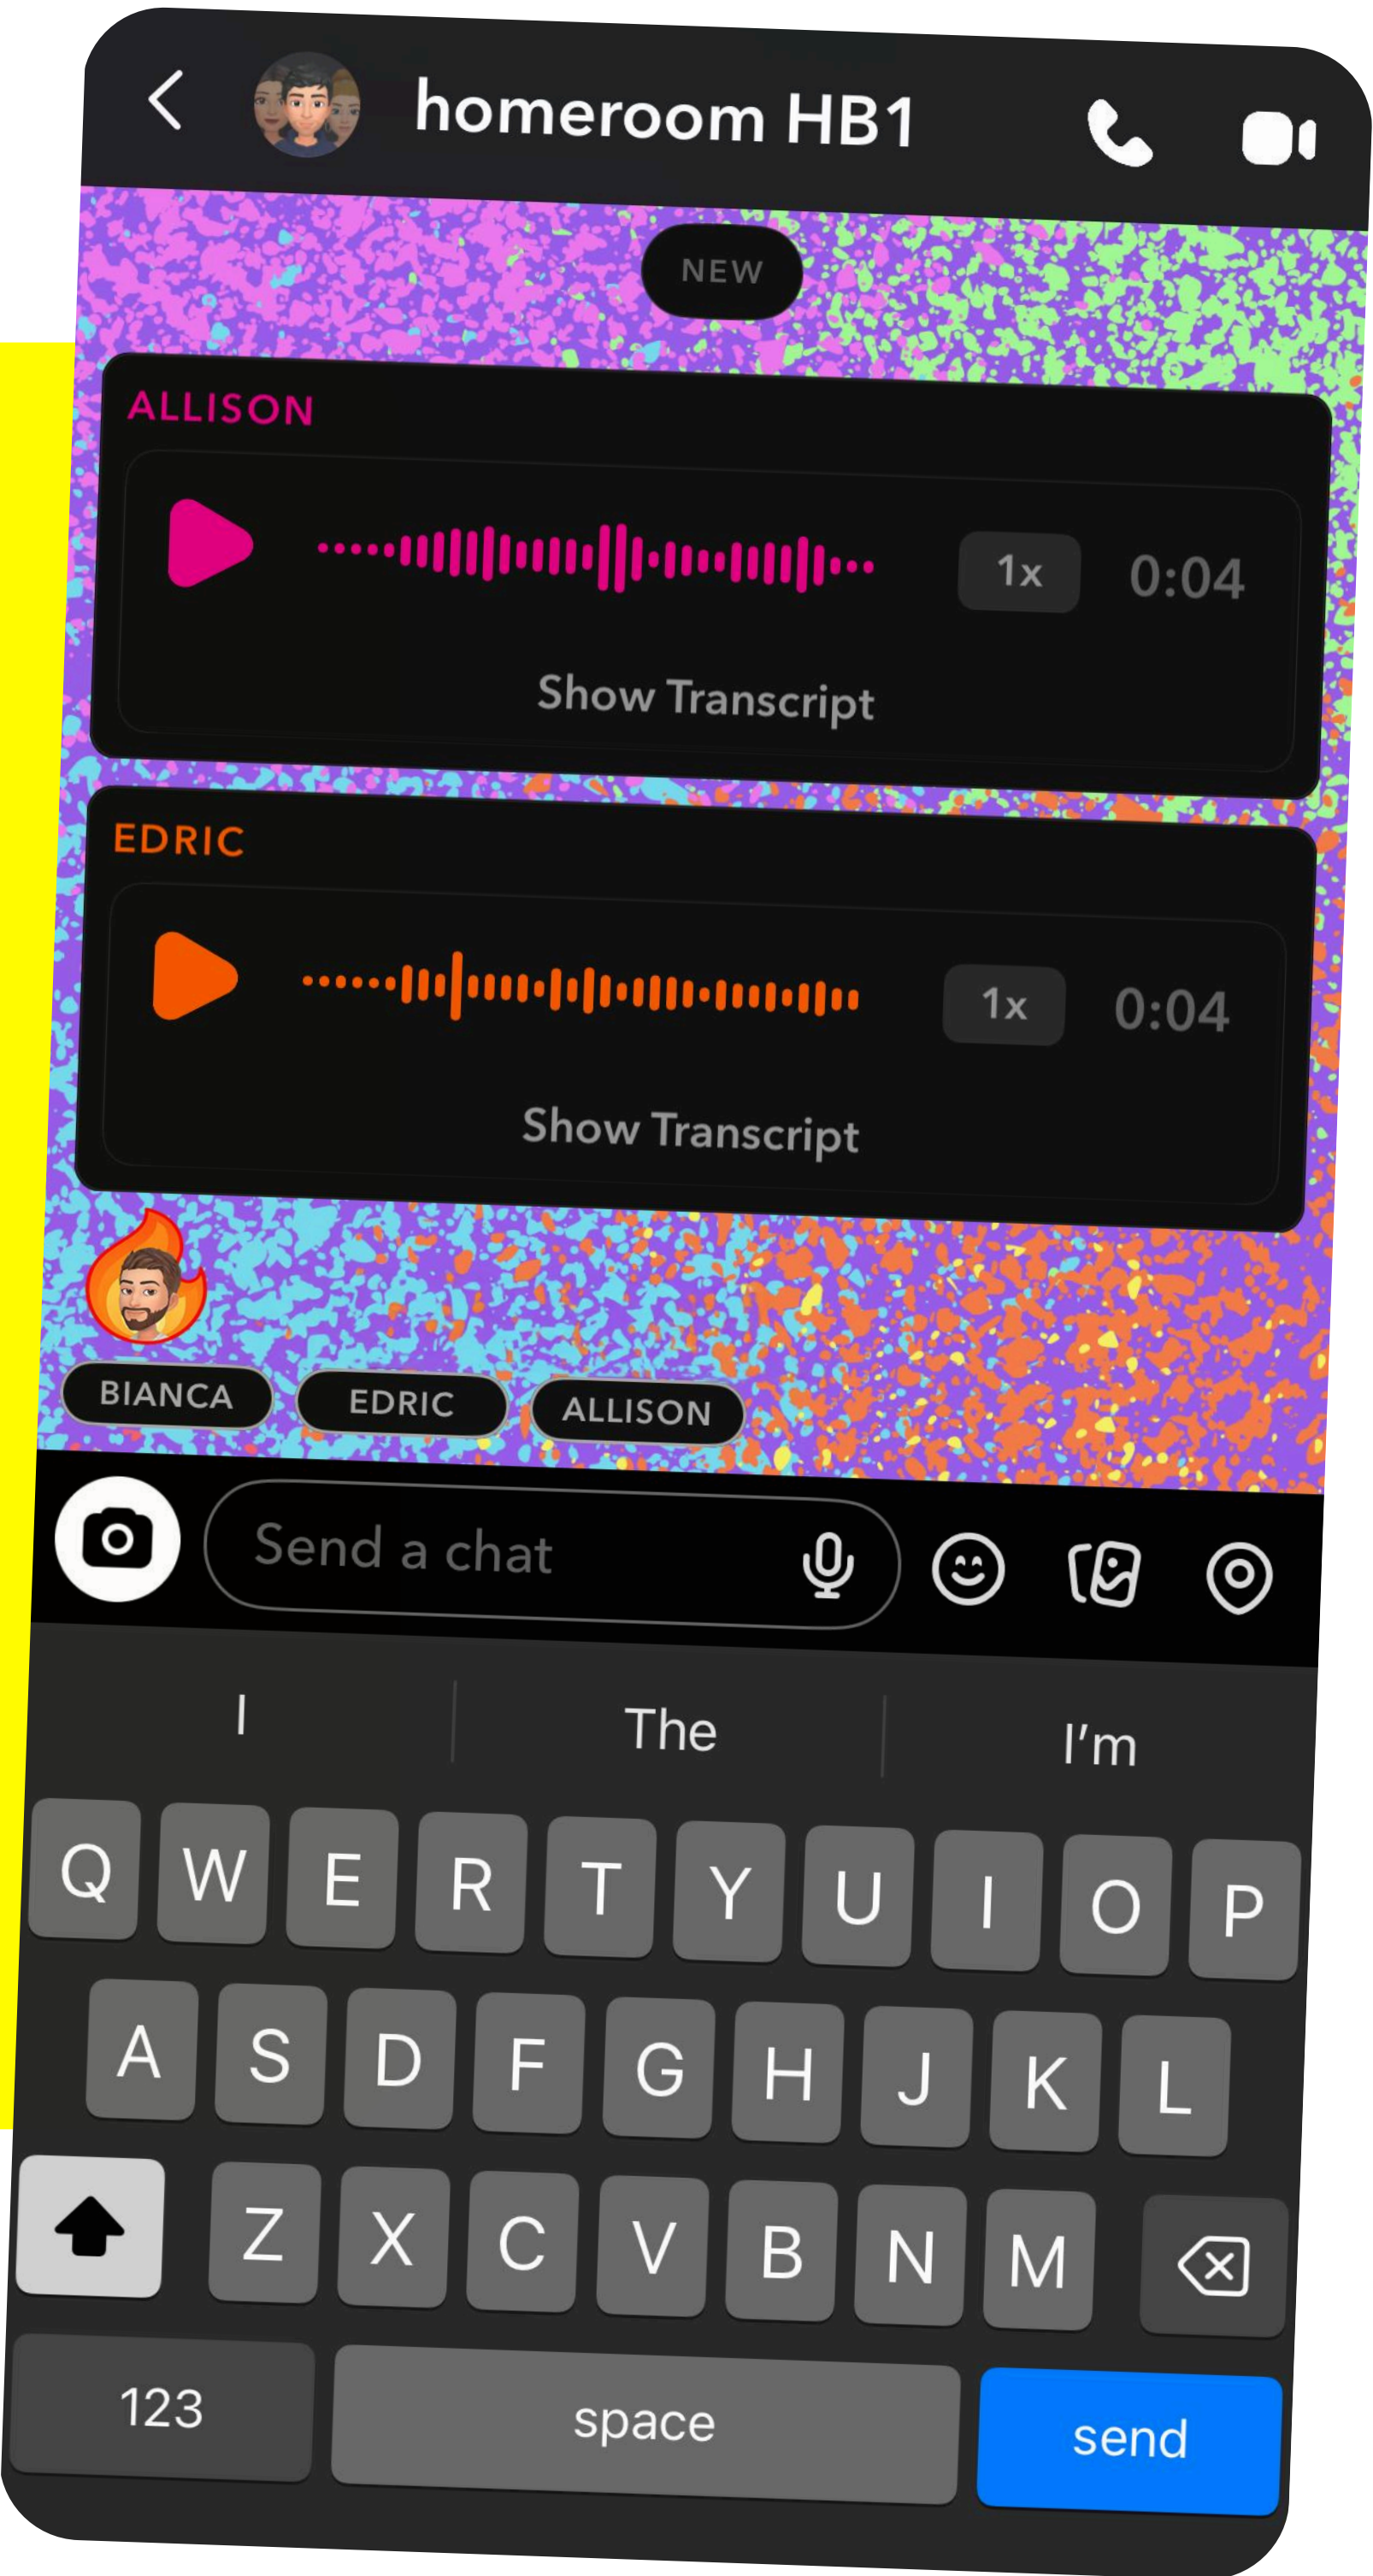 homeroom HB1
NEW
ALLISON
1x 0:04
Show Transcript
EDRIC
1x 0:04
Show Transcript
BIANCA EDRIC ALLISON
Send a chat
I The I'm
Q W E R T Y U I O P
A S D F G H J K L
Z X C V B N M
123 space send